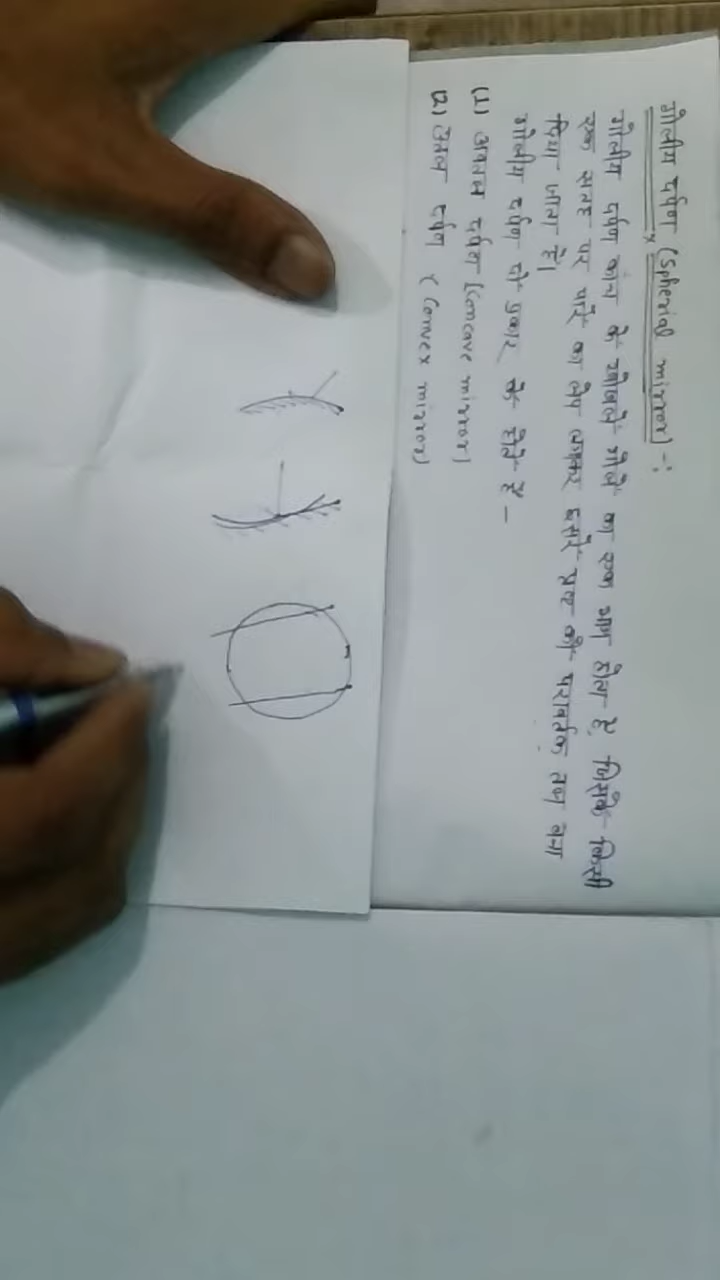 गोलीय दर्पण (Spherial mirror) -:
गोलीय दर्पण कांच के खोखले गोले का एक भाग होता है, जिसके किसी
एक सतह पर पारे का लेप लगाकर दूसरे पृष्ठ को परावर्तक तल बना
दिया जाता है।
गोलीय दर्पण दो प्रकार के होते हैं -
(1) अवतल दर्पण (Concave mirror)
(2) उत्तल दर्पण (Convex mirror)